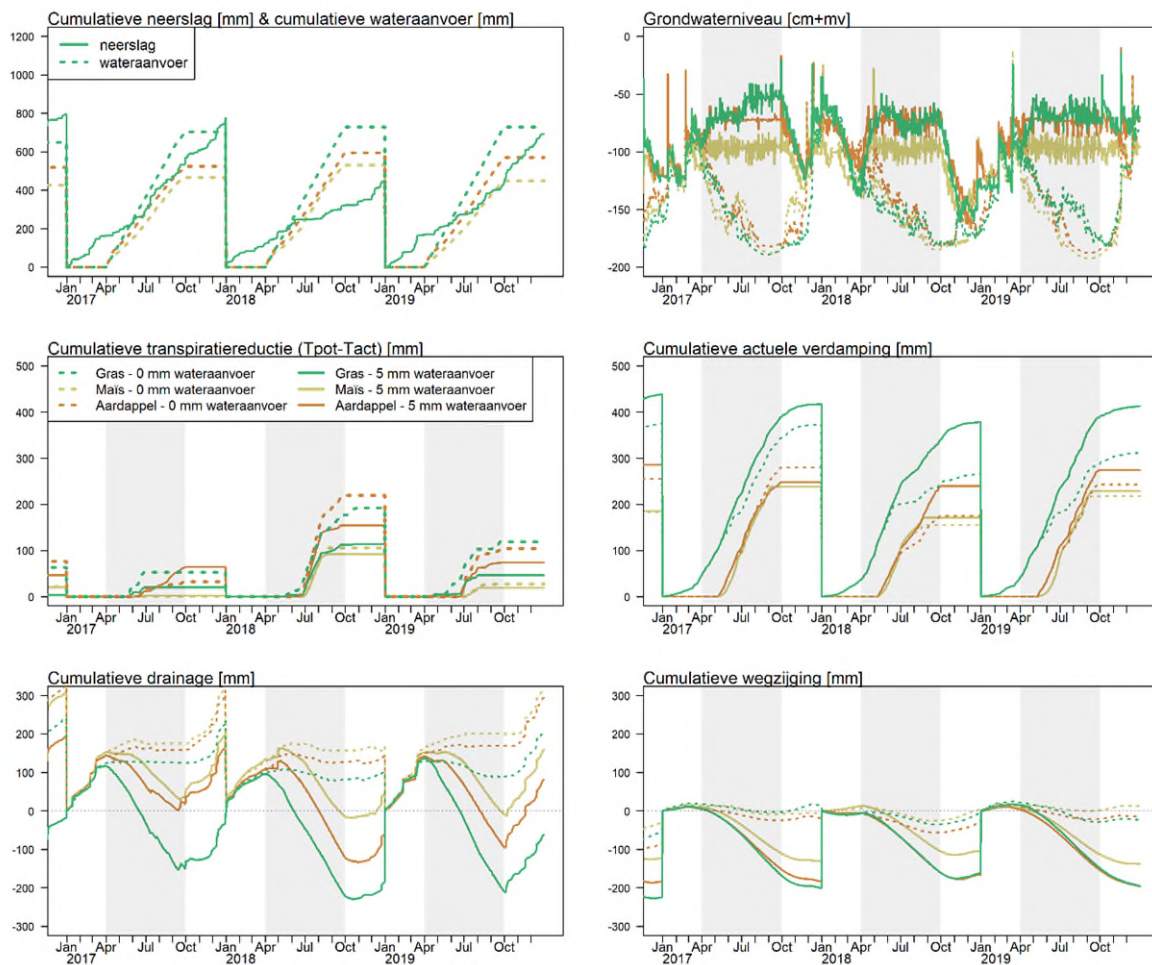 Cumulatieve neerslag [mm] & cumulatieve wateraanvoer [mm]
neerslag
wateraanvoer
1200
1000
800
600
400
200
0
Jan Apr Jul Oct Jan Apr Jul Oct Jan Apr Jul Oct
2017 2018 2019
Grondwaterniveau [cm+mv]
0
-50
-100
-150
-200
Jan Apr Jul Oct Jan Apr Jul Oct Jan Apr Jul Oct
2017 2018 2019
Cumulatieve transpiratiereductie (Tpot-Tact) [mm]
Gras - 0 mm wateraanvoer Gras - 5 mm wateraanvoer
Maïs - 0 mm wateraanvoer Maïs - 5 mm wateraanvoer
Aardappel - 0 mm wateraanvoer Aardappel - 5 mm wateraanvoer
500
400
300
200
100
0
Jan Apr Jul Oct Jan Apr Jul Oct Jan Apr Jul Oct
2017 2018 2019
Cumulatieve actuele verdamping [mm]
500
400
300
200
100
0
Jan Apr Jul Oct Jan Apr Jul Oct Jan Apr Jul Oct
2017 2018 2019
Cumulatieve drainage [mm]
300
200
100
0
-100
-200
-300
Jan Apr Jul Oct Jan Apr Jul Oct Jan Apr Jul Oct
2017 2018 2019
Cumulatieve wegzijging [mm]
300
200
100
0
-100
-200
-300
Jan Apr Jul Oct Jan Apr Jul Oct Jan Apr Jul Oct
2017 2018 2019